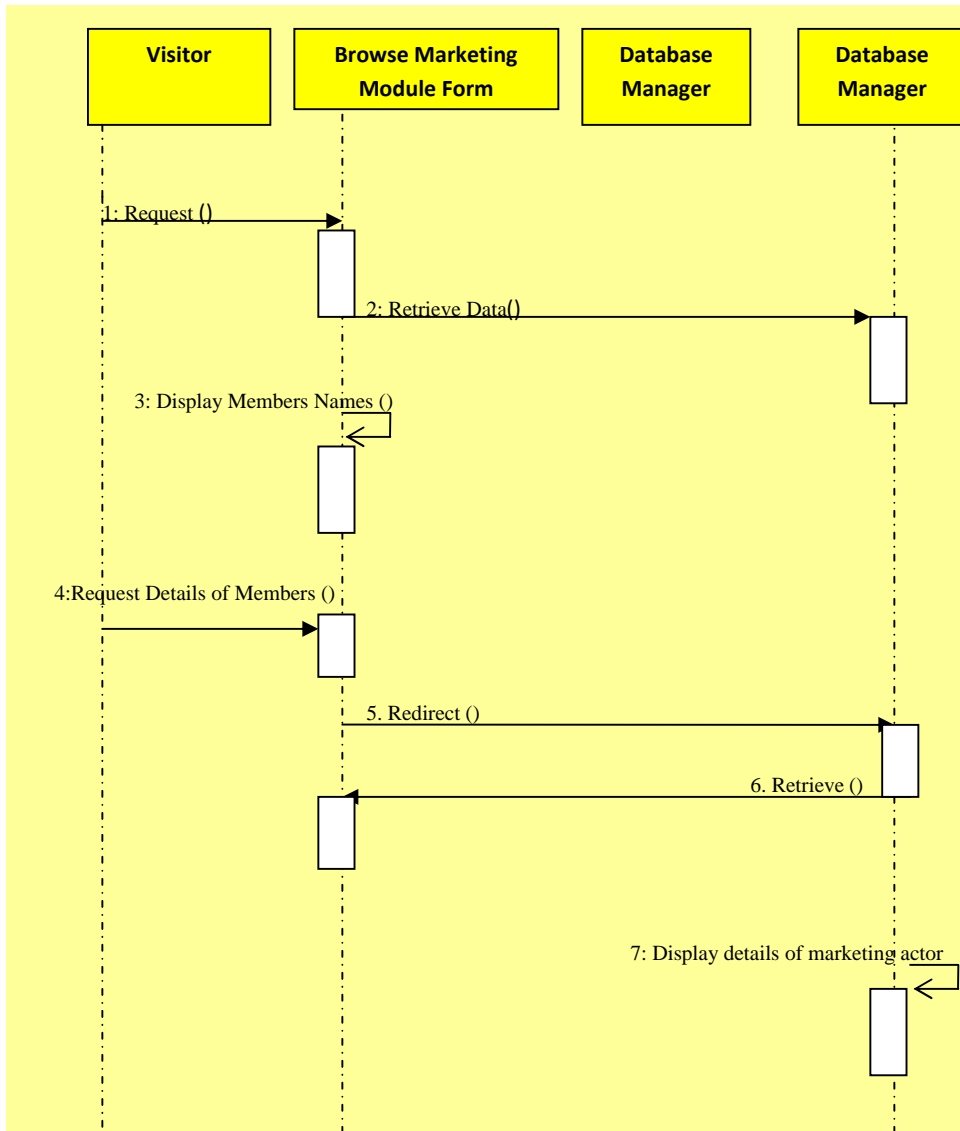 Visitor
Browse Marketing
Module Form
Database
Manager
Database
Manager
1: Request ()
2: Retrieve Data()
3: Display Members Names ()
4:Request Details of Members ()
5. Redirect ()
6. Retrieve ()
7: Display details of marketing actor